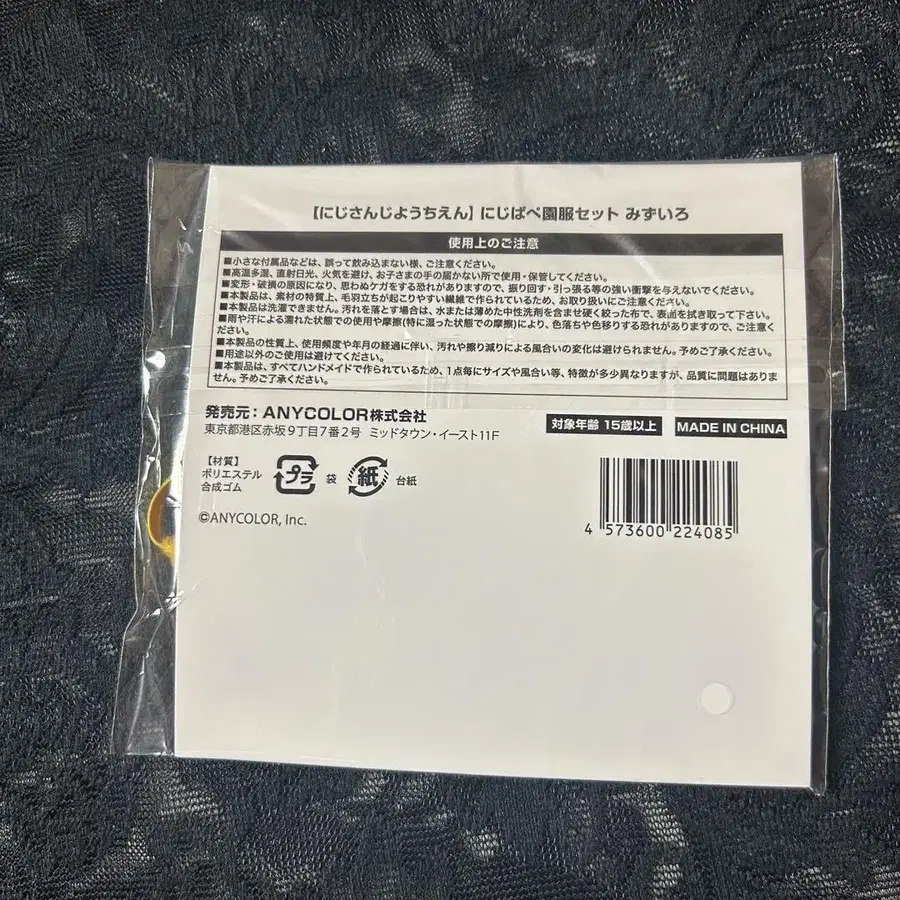 【にじさんじようちえん】にじぱぺ園服セット みずいろ
使用上のご注意
■小さな付属品などは、誤って飲み込まない様、ご注意ください。
■高温多湿、直射日光、火気を避け、お子さまの手の届かない所で使用・保管してください。
■変形・破損の原因になり、思わぬケガをする恐れがありますので、振り回す・引っ張る等の強い衝撃を与えないでください。
■本製品は、素材の特質上、毛羽立ちが起こりやすい繊維で作られているため、お取り扱いにご注意ください。
■本製品は洗濯できません。汚れを落とす場合は、水または薄めた中性洗剤を含ませ硬く絞った布で、表面を拭き取って下さい。
■雨や汗による濡れた状態での使用や摩擦(特に湿った状態での摩擦)により、色落ちや色移りする恐れがありますので、ご注意く
ださい。
■本製品の性質上、使用頻度や年月の経過に伴い、汚れや擦り減りによる風合いの変化は避けられません。予めご了承ください。
■用途以外のご使用は避けてください。
■本製品は、すべてハンドメイドで作られているため、1点毎にサイズや風合い等、特徴が多少異なりますが、品質に問題はありま
せん。予めご了承ください。
発売元：ANYCOLOR株式会社
東京都港区赤坂9丁目7番2号 ミッドタウン・イースト11F
対象年齢 15歳以上
MADE IN CHINA
【材質】
ポリエステル
合成ゴム
プラ 袋
紙 台紙
©ANYCOLOR, Inc.
4 573600 224085